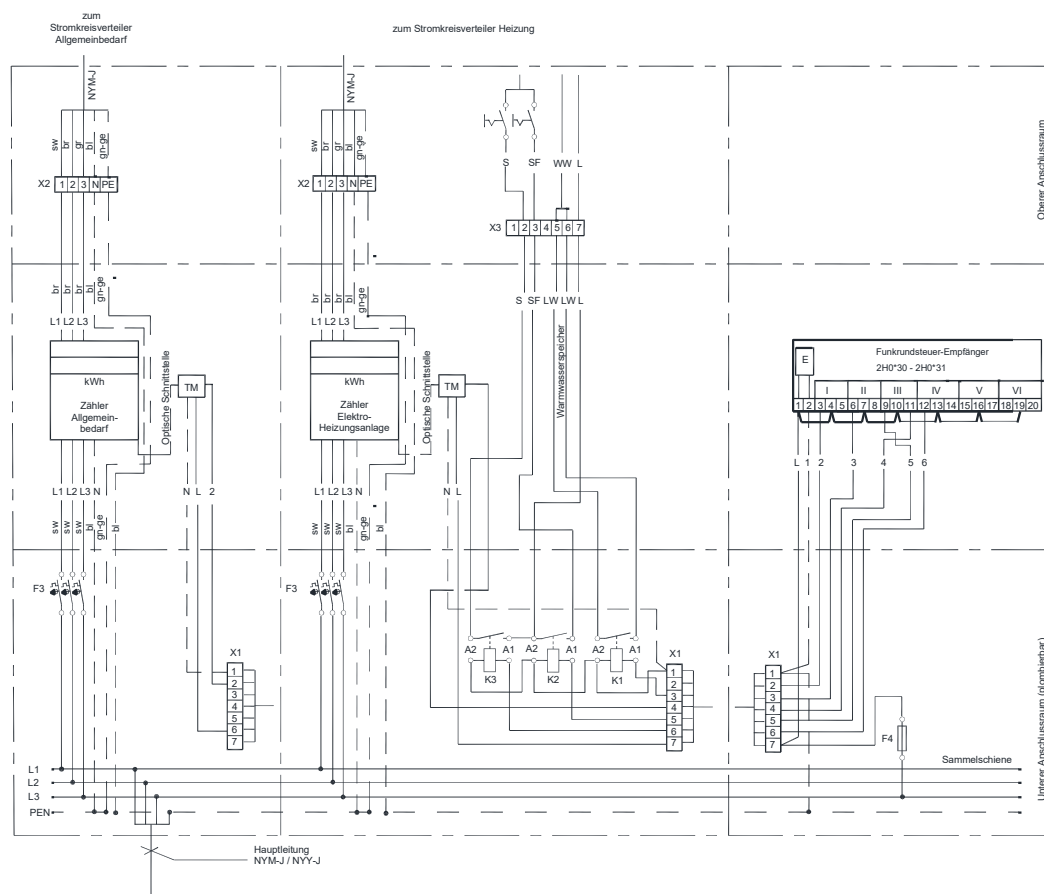 zum
Stromkreisverteiler
Allgemeinbedarf
zum Stromkreisverteiler Heizung
NYM-J
NYM-J
sw br gr bl gn-ge
sw br gr bl gn-ge
S SF WW L
X2 1 2 3 N PE
X2 1 2 3 N PE
X3 1 2 3 4 5 6 7
Oberer Anschlussraum
br br br bl gn-ge
br br br bl gn-ge
S SF LW LW L
L1 L2 L3
L1 L2 L3
Warmwasserspeicher
kWh
Zähler
Allgemein-
bedarf
Optische Schnittstelle
TM
kWh
Zähler
Elektro-
Heizungsanlage
Optische Schnittstelle
TM
E
Funkrundsteuer-Empfänger
2H0*30 - 2H0*31
I II III IV V VI
1 2 3 4 5 6 7 8 9 10 11 12 13 14 15 16 17 18 19 20
L 1 2 3 4 5 6
L1 L2 L3 N
N L 2
L1 L2 L3 N
N L
sw sw sw bl gn-ge bl
sw sw sw bl gn-ge bl
F3
F3
A2 A1 A2 A1 A2 A1
K3 K2 K1
X1
1
2
3
4
5
6
7
X1
1
2
3
4
5
6
7
X1
1
2
3
4
5
6
7
F4
Unterer Anschlussraum (plombierbar)
Sammelschiene
L1
L2
L3
PEN
Hauptleitung
NYM-J / NYY-J